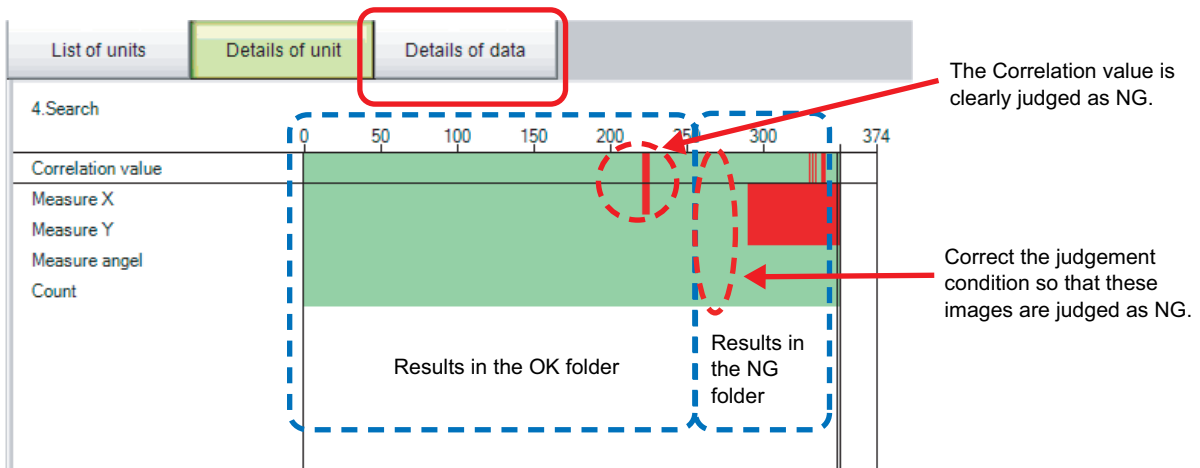 List of units
Details of unit
Details of data
The Correlation value is
clearly judged as NG.
4.Search
0 50 100 150 200 250 300 374
Correlation value
Measure X
Measure Y
Measure angel
Count
Correct the judgement
condition so that these
images are judged as NG.
Results in the OK folder
Results in
the NG
folder